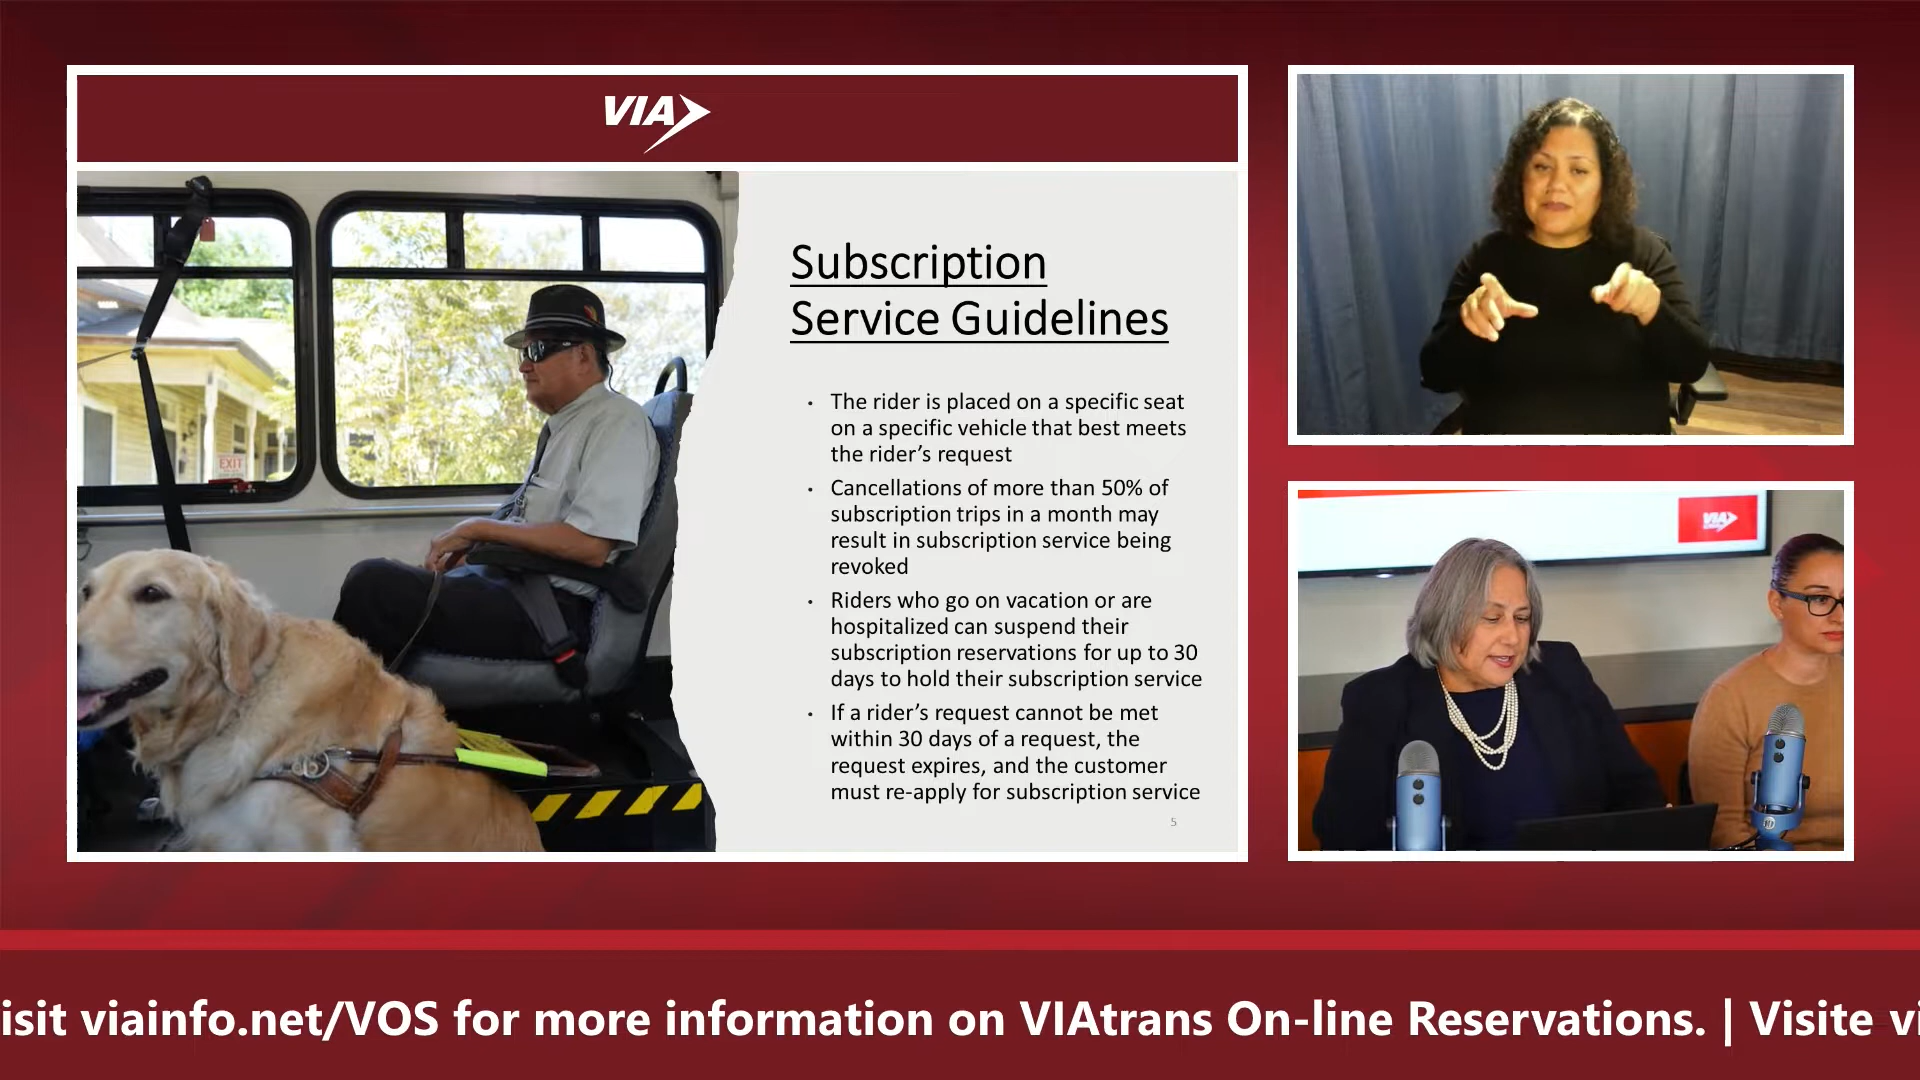 VIA
Subscription
Service Guidelines
• The rider is placed on a specific seat
on a specific vehicle that best meets
the rider’s request
• Cancellations of more than 50% of
subscription trips in a month may
result in subscription service being
revoked
• Riders who go on vacation or are
hospitalized can suspend their
subscription reservations for up to 30
days to hold their subscription service
• If a rider’s request cannot be met
within 30 days of a request, the
request expires, and the customer
must re-apply for subscription service
5
EXIT
VIA
isit viainfo.net/VOS for more information on VIAtrans On-line Reservations. | Visite vi